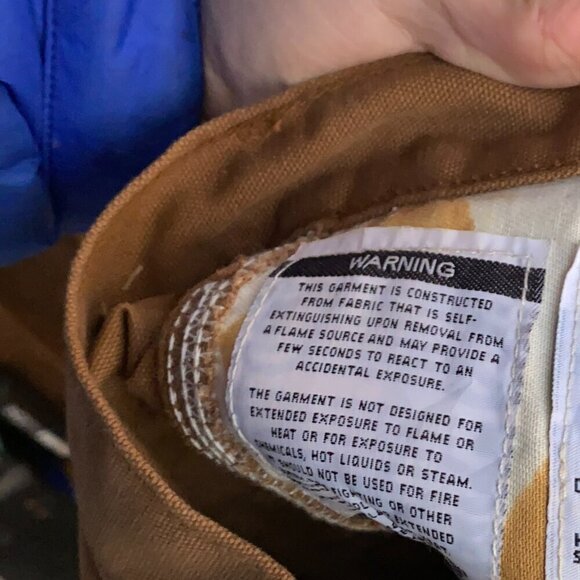 WARNING
THIS GARMENT IS CONSTRUCTED
FROM FABRIC THAT IS SELF-
EXTINGUISHING UPON REMOVAL FROM
A FLAME SOURCE AND MAY PROVIDE A
FEW SECONDS TO REACT TO AN
ACCIDENTAL EXPOSURE.
THE GARMENT IS NOT DESIGNED FOR
EXTENDED EXPOSURE TO FLAME OR
HEAT OR FOR EXPOSURE TO
CHEMICALS, HOT LIQUIDS OR STEAM.
IT SHOULD NOT BE USED FOR FIRE
FIGHTING OR OTHER
EXTENDED
D
H
S